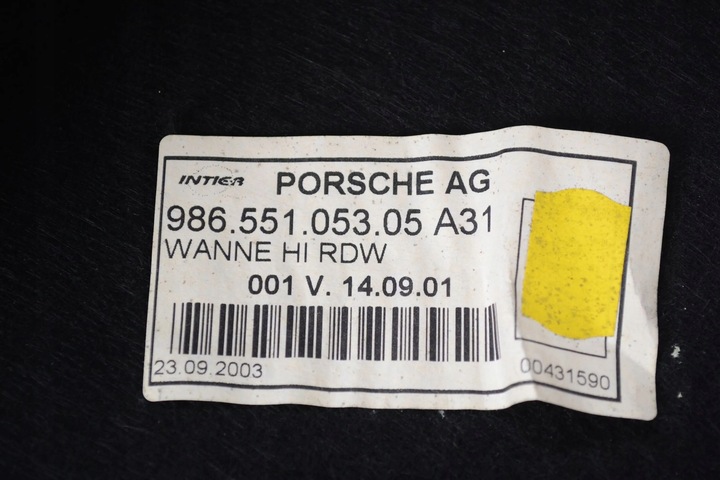 INTIER PORSCHE AG
986.551.053.05 A31
WANNE HI RDW
001 V. 14.09.01
23.09.2003 00431590